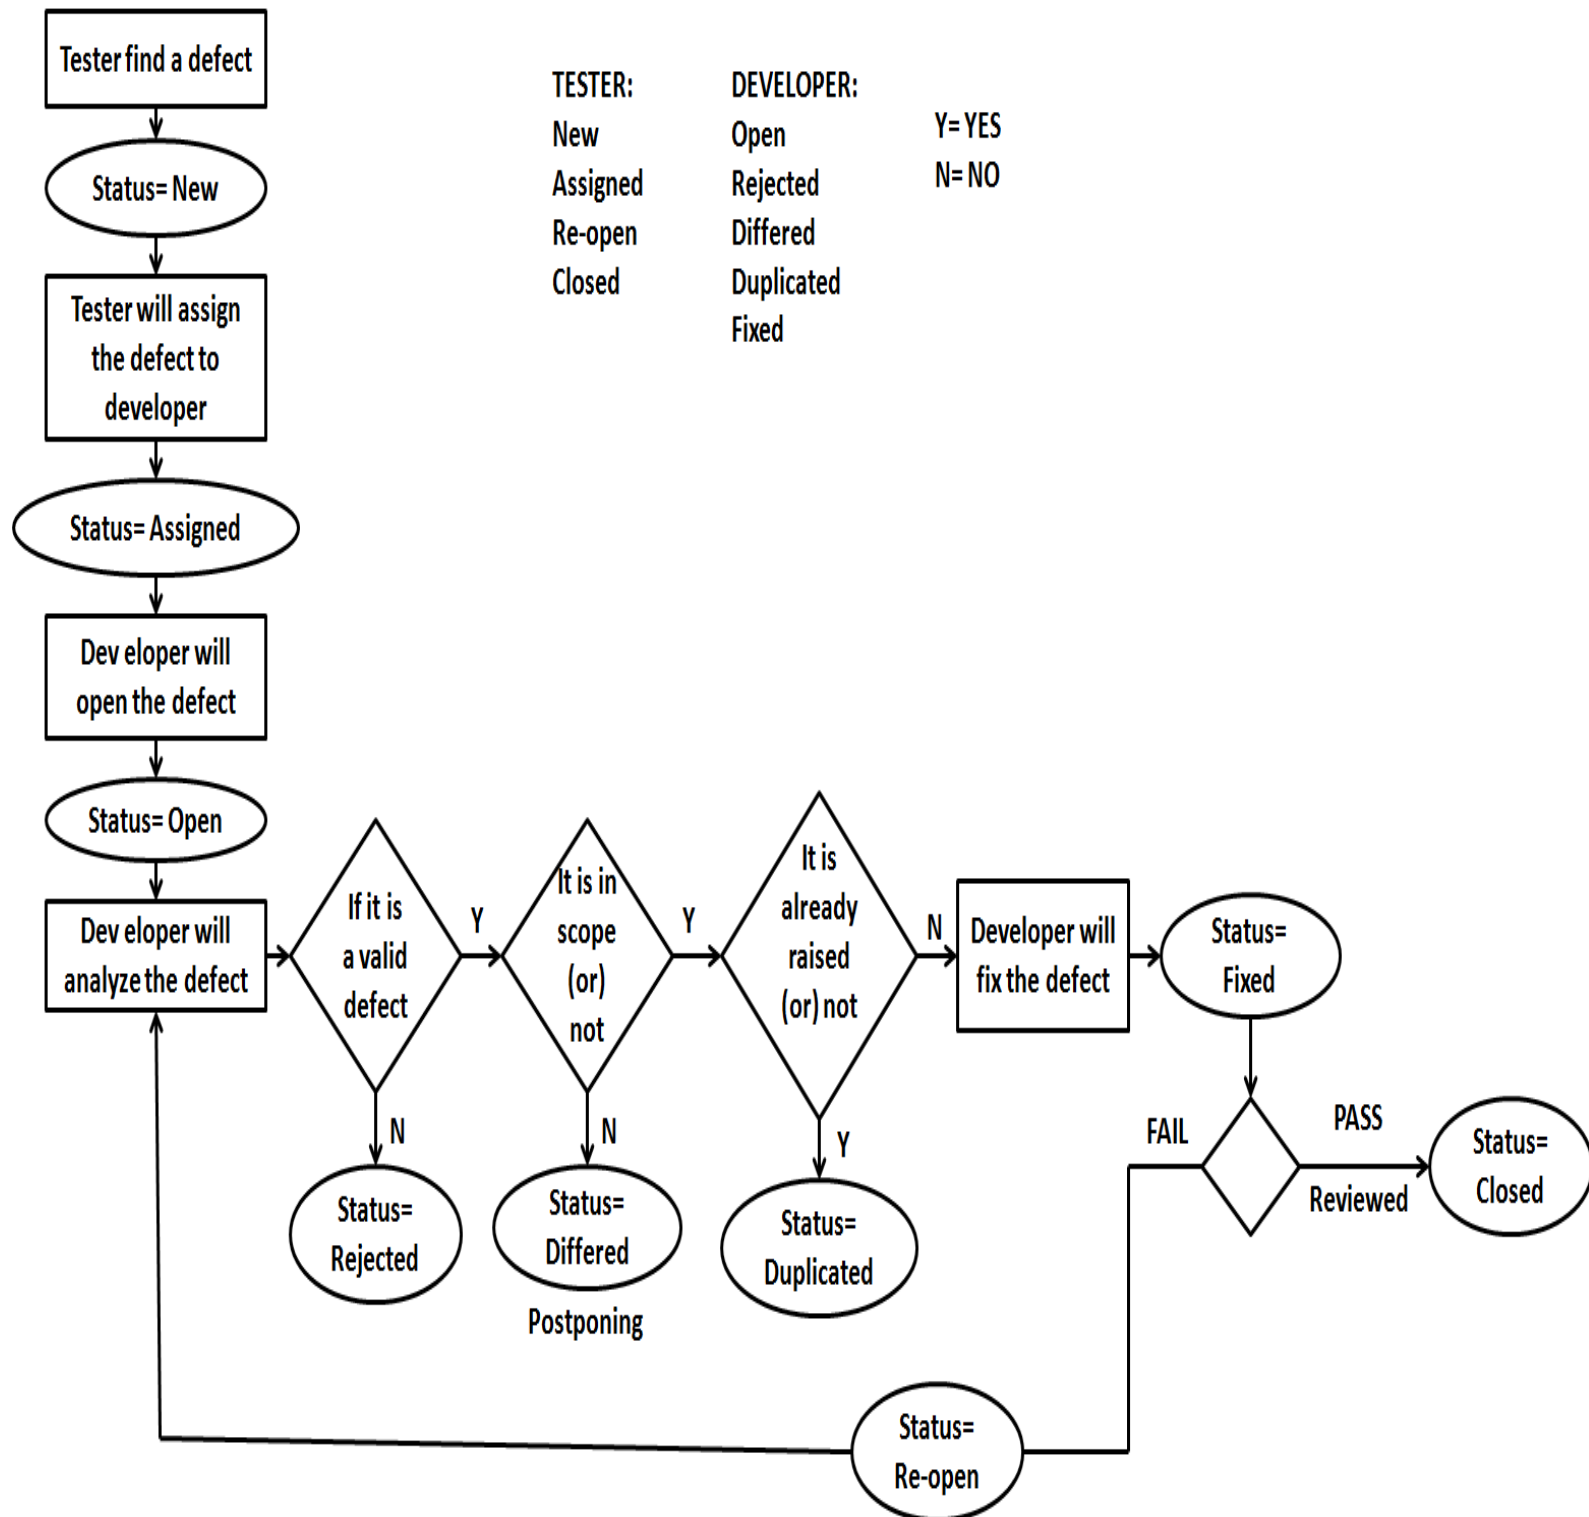 Tester find a defect
Status= New
Tester will assign
the defect to
developer
Status= Assigned
Dev eloper will
open the defect
Status= Open
Dev eloper will
analyze the defect
TESTER:
New
Assigned
Re-open
Closed
DEVELOPER:
Open
Rejected
Differed
Duplicated
Fixed
Y= YES
N= NO
If it is
a valid
defect
Y
N
Status=
Rejected
It is in
scope
(or)
not
Y
N
Status=
Differed
Postponing
It is
already
raised
(or) not
N
Y
Status=
Duplicated
Developer will
fix the defect
Status=
Fixed
FAIL
PASS
Reviewed
Status=
Closed
Status=
Re-open